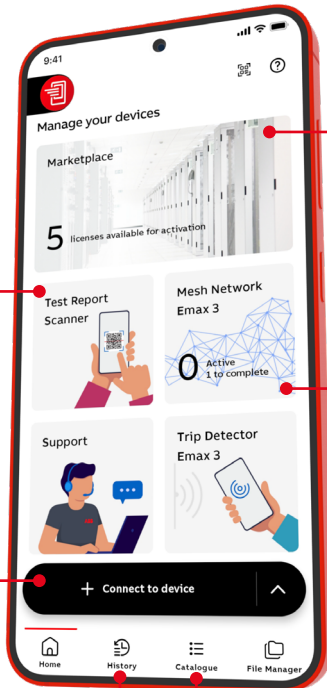 9:41
Manage your devices
Marketplace
5 licenses available for activation
Test Report
Scanner
Mesh Network
Emax 3
0 Active
1 to complete
Support
Trip Detector
Emax 3
+ Connect to device
Home
History
Catalogue
File Manager